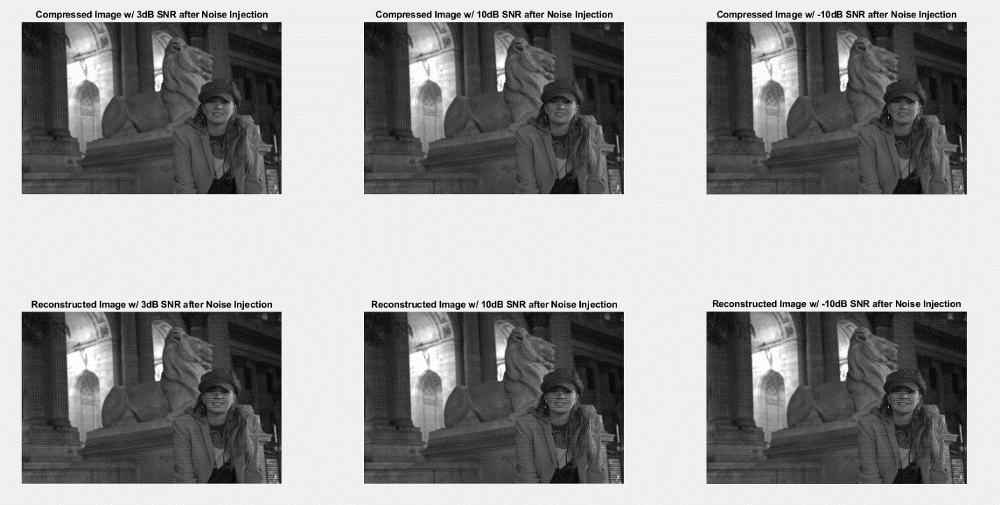 Compressed Image w/ 3dB SNR after Noise Injection
Compressed Image w/ 10dB SNR after Noise Injection
Compressed Image w/ -10dB SNR after Noise Injection
Reconstructed Image w/ 3dB SNR after Noise Injection
Reconstructed Image w/ 10dB SNR after Noise Injection
Reconstructed Image w/ -10dB SNR after Noise Injection